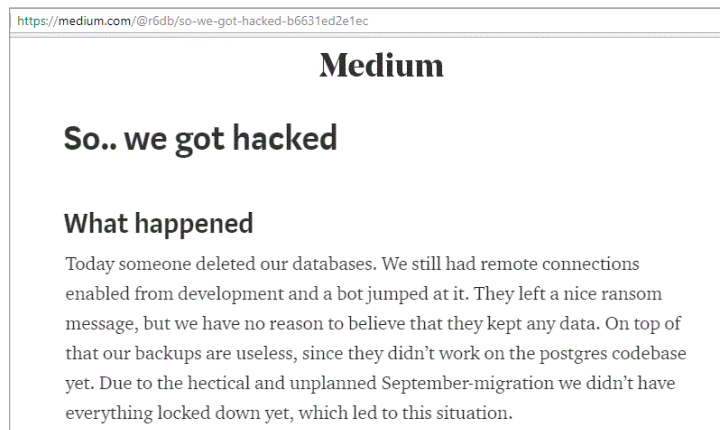 https://medium.com/@r6db/so-we-got-hacked-b6631ed2e1ec
Medium
So.. we got hacked
What happened
Today someone deleted our databases. We still had remote connections
enabled from development and a bot jumped at it. They left a nice ransom
message, but we have no reason to believe that they kept any data. On top of
that our backups are useless, since they didn’t work on the postgres codebase
yet. Due to the hectical and unplanned September-migration we didn’t have
everything locked down yet, which led to this situation.